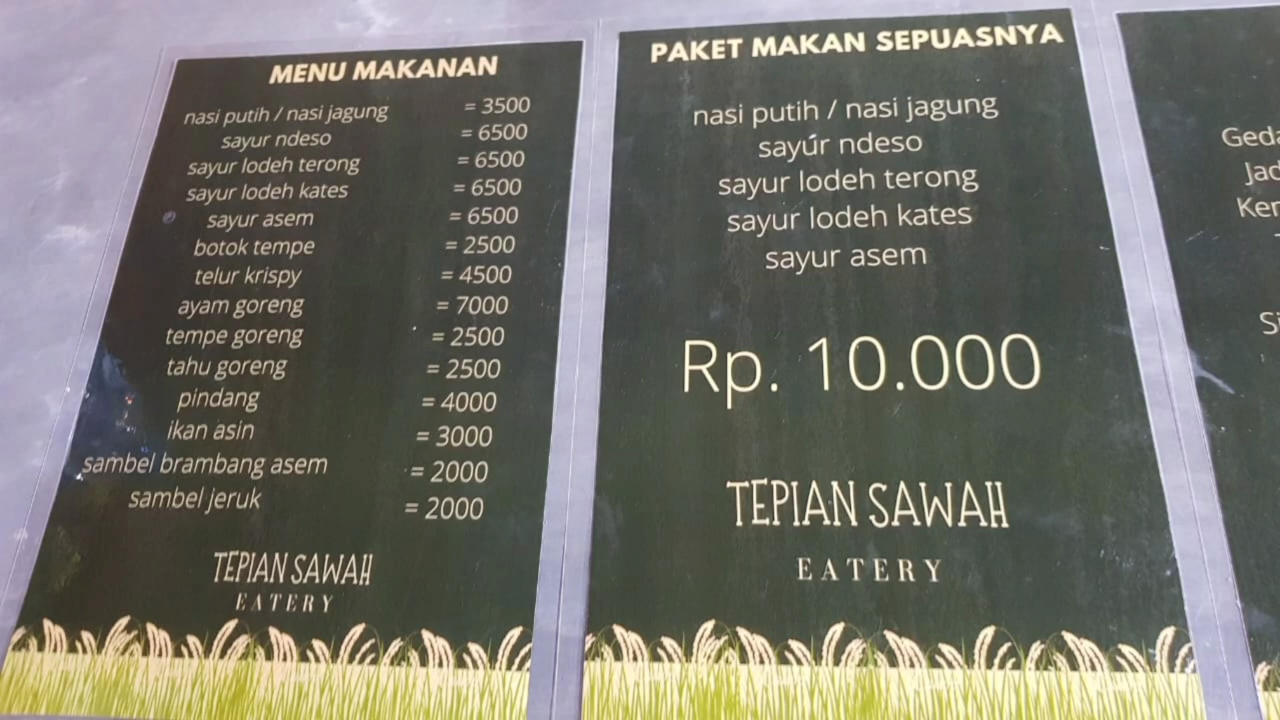 MENU MAKANAN
nasi putih / nasi jagung = 3500
sayur ndeso = 6500
sayur lodeh terong = 6500
sayur lodeh kates = 6500
sayur asem = 6500
botok tempe = 2500
telur krispy = 4500
ayam goreng = 7000
tempe goreng = 2500
tahu goreng = 2500
pindang = 4000
ikan asin = 3000
sambel brambang asem = 2000
sambel jeruk = 2000
TEPIAN SAWAH
EATERY
PAKET MAKAN SEPUASNYA
nasi putih / nasi jagung
sayur ndeso
sayur lodeh terong
sayur lodeh kates
sayur asem
Rp. 10.000
TEPIAN SAWAH
EATERY